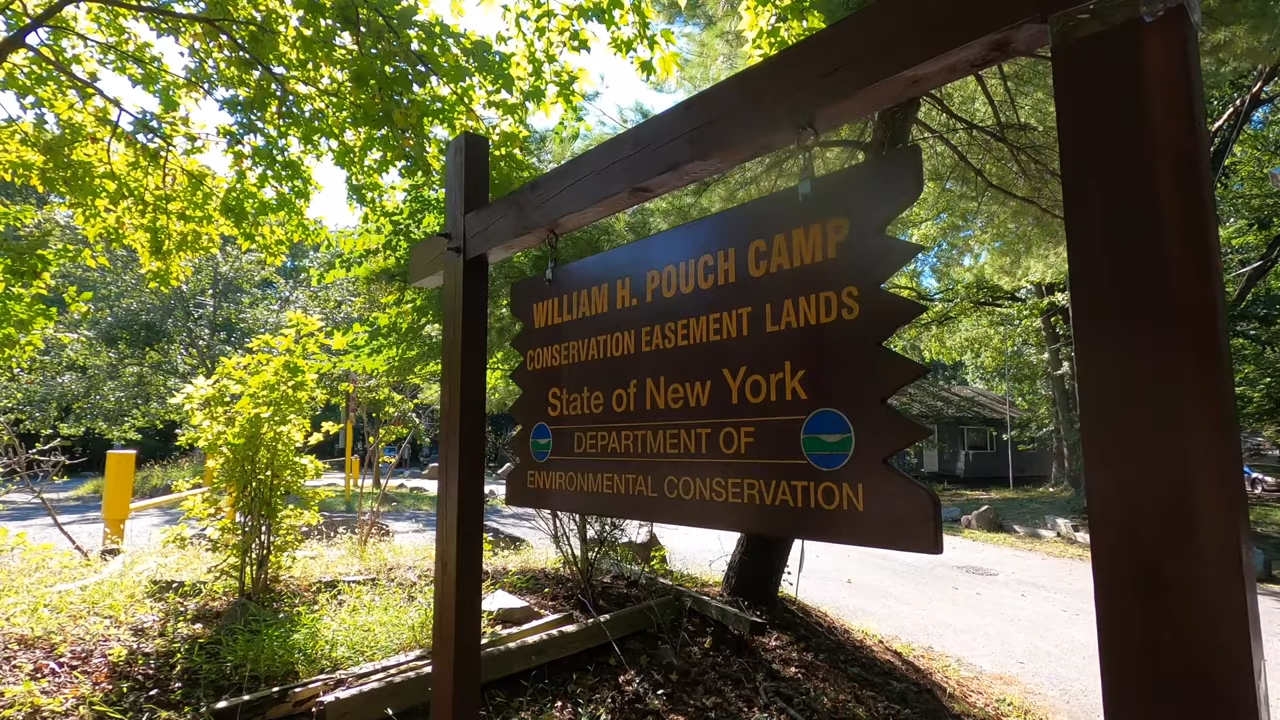 WILLIAM H. POUCH CAMP
CONSERVATION EASEMENT LANDS
State of New York
DEPARTMENT OF
ENVIRONMENTAL CONSERVATION